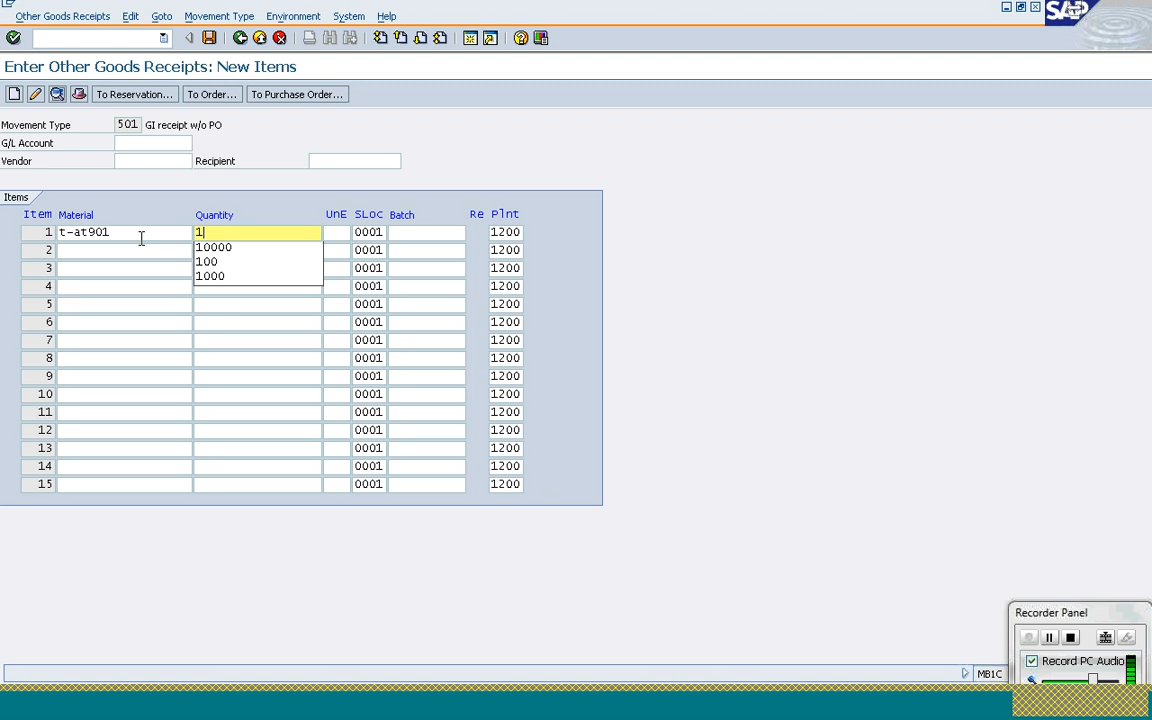 Other Goods Receipts Edit Goto Movement Type Environment System Help
SAP
Enter Other Goods Receipts: New Items
To Reservation... To Order... To Purchase Order...
Movement Type 501 GI receipt w/o PO
G/L Account
Vendor Recipient
Items
Item Material Quantity UnE SLoc Batch Re Plnt
1 t-at901 1 0001 1200
2 10000 0001 1200
3 100 0001 1200
4 1000 0001 1200
5 0001 1200
6 0001 1200
7 0001 1200
8 0001 1200
9 0001 1200
10 0001 1200
11 0001 1200
12 0001 1200
13 0001 1200
14 0001 1200
15 0001 1200
Recorder Panel
Record PC Audio
MB1C